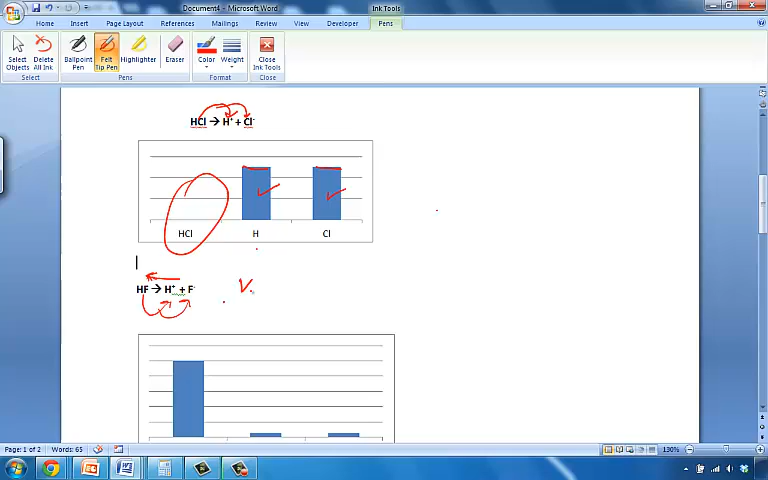 Document4 - Microsoft Word
Ink Tools
Home
Insert
Page Layout
References
Mailings
Review
View
Developer
Pens
Select Objects
Delete All Ink
Ballpoint Pen
Felt Tip Pen
Highlighter
Eraser
Color
Weight
Close Ink Tools
Select
Pens
Format
Close
HCl → H⁺ + Cl⁻
HCl
H
Cl
HF → H⁺ + F⁻
V.
Page: 1 of 2
Words: 65
130%